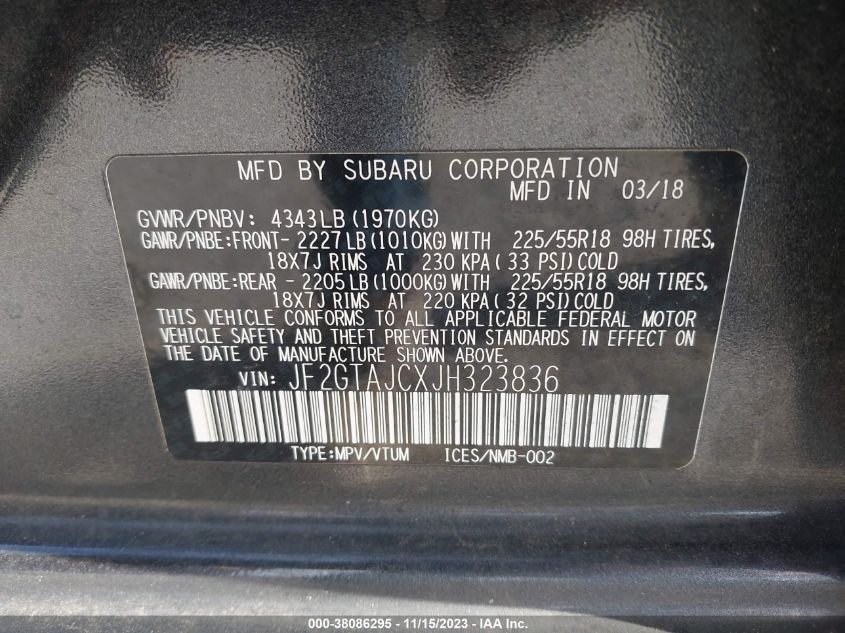 MFD BY SUBARU CORPORATION
MFD IN 03/18
GVWR/PNBV: 4343LB (1970KG)
GAWR/PNBE:FRONT- 2227LB (1010KG) WITH 225/55R18 98H TIRES,
18X7J RIMS AT 230 KPA ( 33 PSI) COLD
GAWR/PNBE:REAR - 2205LB (1000KG) WITH 225/55R18 98H TIRES,
18X7J RIMS AT 220 KPA ( 32 PSI) COLD
THIS VEHICLE CONFORMS TO ALL APPLICABLE FEDERAL MOTOR
VEHICLE SAFETY AND THEFT PREVENTION STANDARDS IN EFFECT ON
THE DATE OF MANUFACTURE SHOWN ABOVE.
VIN: JF2GTAJCXJH323836
TYPE:MPV/VTUM ICES/NMB-002
000-38086295 - 11/15/2023 - © IAA, Inc.